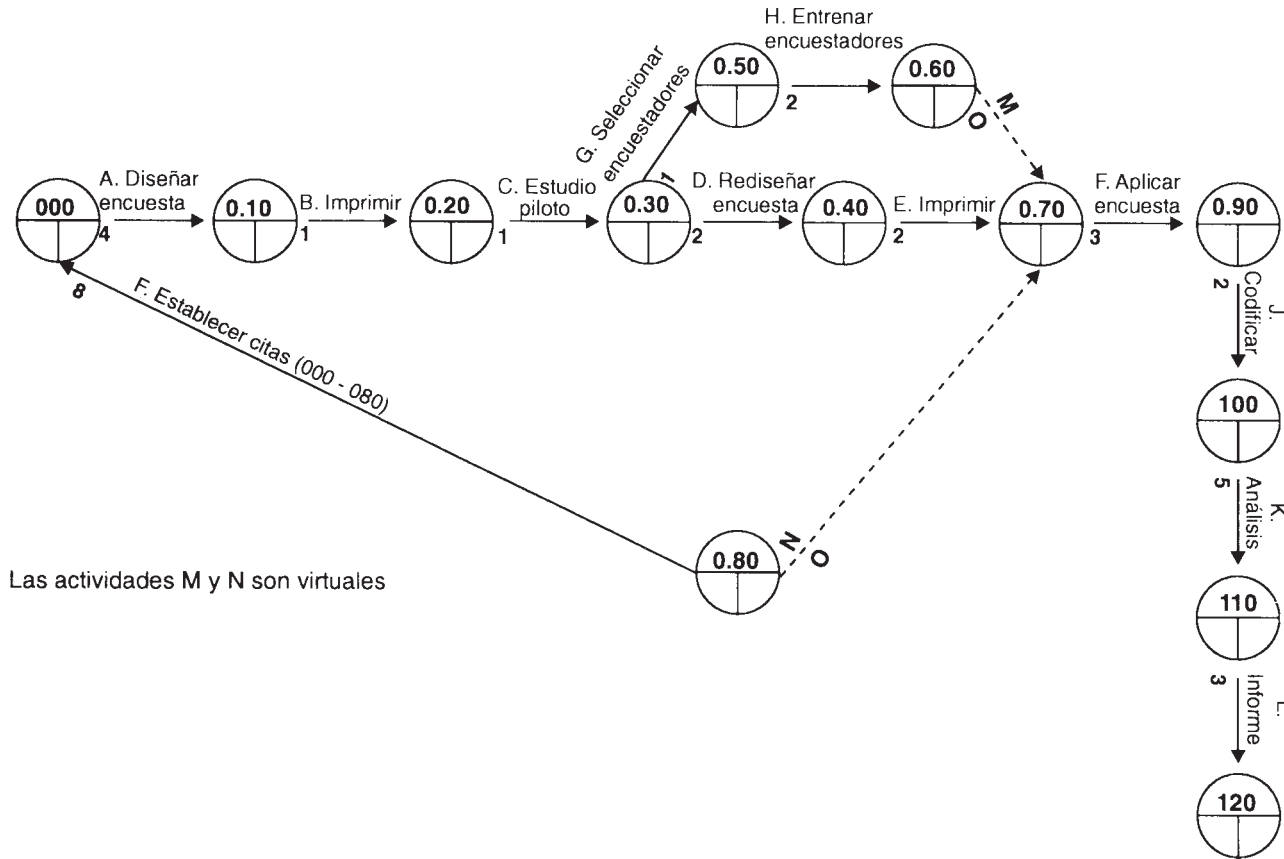 H. Entrenar
encuestadores
0.50
2
0.60
M
O
G. Seleccionar
encuestadores
1
000
4
A. Diseñar
encuesta
0.10
1
B. Imprimir
0.20
1
C. Estudio
piloto
0.30
2
D. Rediseñar
encuesta
0.40
2
E. Imprimir
0.70
3
F. Aplicar
encuesta
0.90
8
F. Establecer citas (000 - 080)
J.
Codificar
2
100
K.
Análisis
5
0.80
N
O
Las actividades M y N son virtuales
110
L.
Informe
3
120